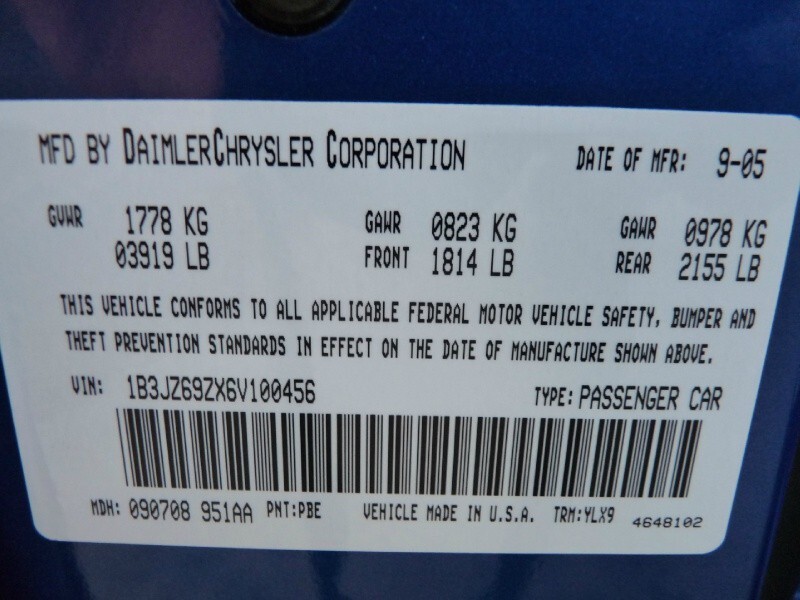 MFD BY DAIMLERCHRYSLER CORPORATION DATE OF MFR: 9-05
GVWR 1778 KG GAWR 0823 KG GAWR 0978 KG
03919 LB FRONT 1814 LB REAR 2155 LB
THIS VEHICLE CONFORMS TO ALL APPLICABLE FEDERAL MOTOR VEHICLE SAFETY, BUMPER AND
THEFT PREVENTION STANDARDS IN EFFECT ON THE DATE OF MANUFACTURE SHOWN ABOVE.
VIN: 1B3JZ69ZX6V100456 TYPE: PASSENGER CAR
MDH: 090708 951AA PNT:PBE VEHICLE MADE IN U.S.A. TRM:YLX9 4648102